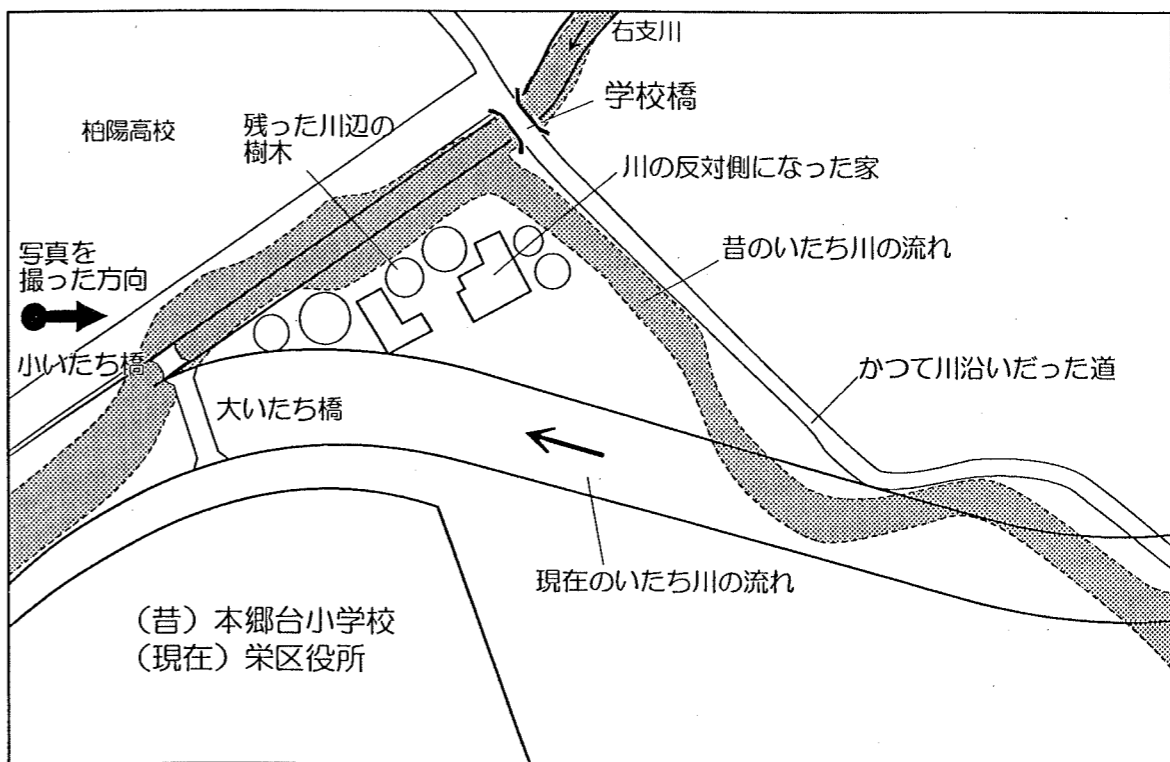 右支川
学校橋
柏陽高校
残った川辺の
樹木
川の反対側になった家
写真を
撮った方向
昔のいたち川の流れ
小いたち橋
かつて川沿いだった道
大いたち橋
現在のいたち川の流れ
（昔）本郷台小学校
（現在）栄区役所